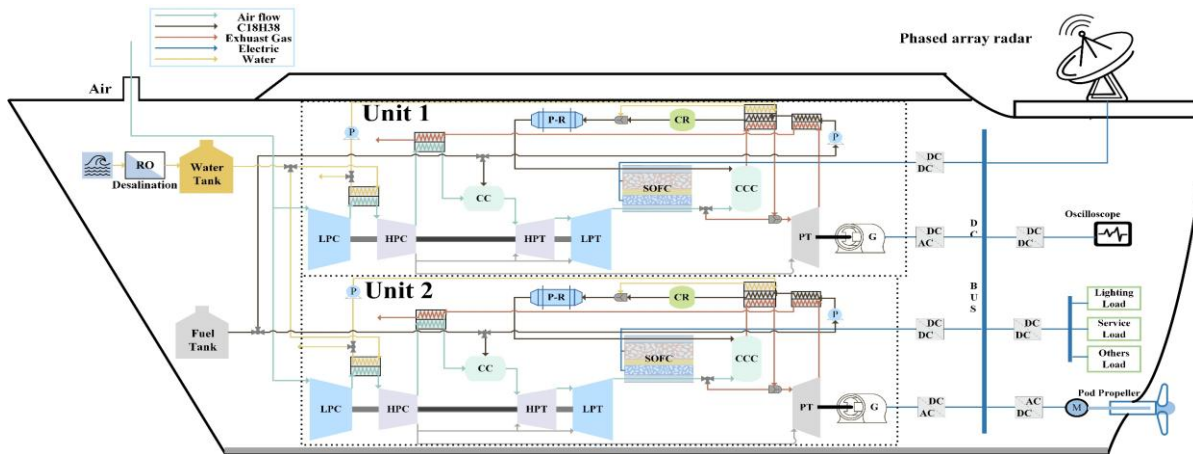 Air flow
C18H38
Exhuast Gas
Electric
Water
Phased array radar
Air
Unit 1
P
P-R
CR
P
RO
Desalination
Water
Tank
CC
SOFC
CCC
DC
DC
LPC
HPC
HPT
LPT
PT
G
DC
AC
DC
BUS
DC
DC
Oscilloscope
Unit 2
P
P-R
CR
P
Fuel
Tank
CC
SOFC
CCC
DC
DC
DC
DC
Lighting
Load
Service
Load
Others
Load
LPC
HPC
HPT
LPT
PT
G
DC
AC
AC
DC
Pod Propeller
M